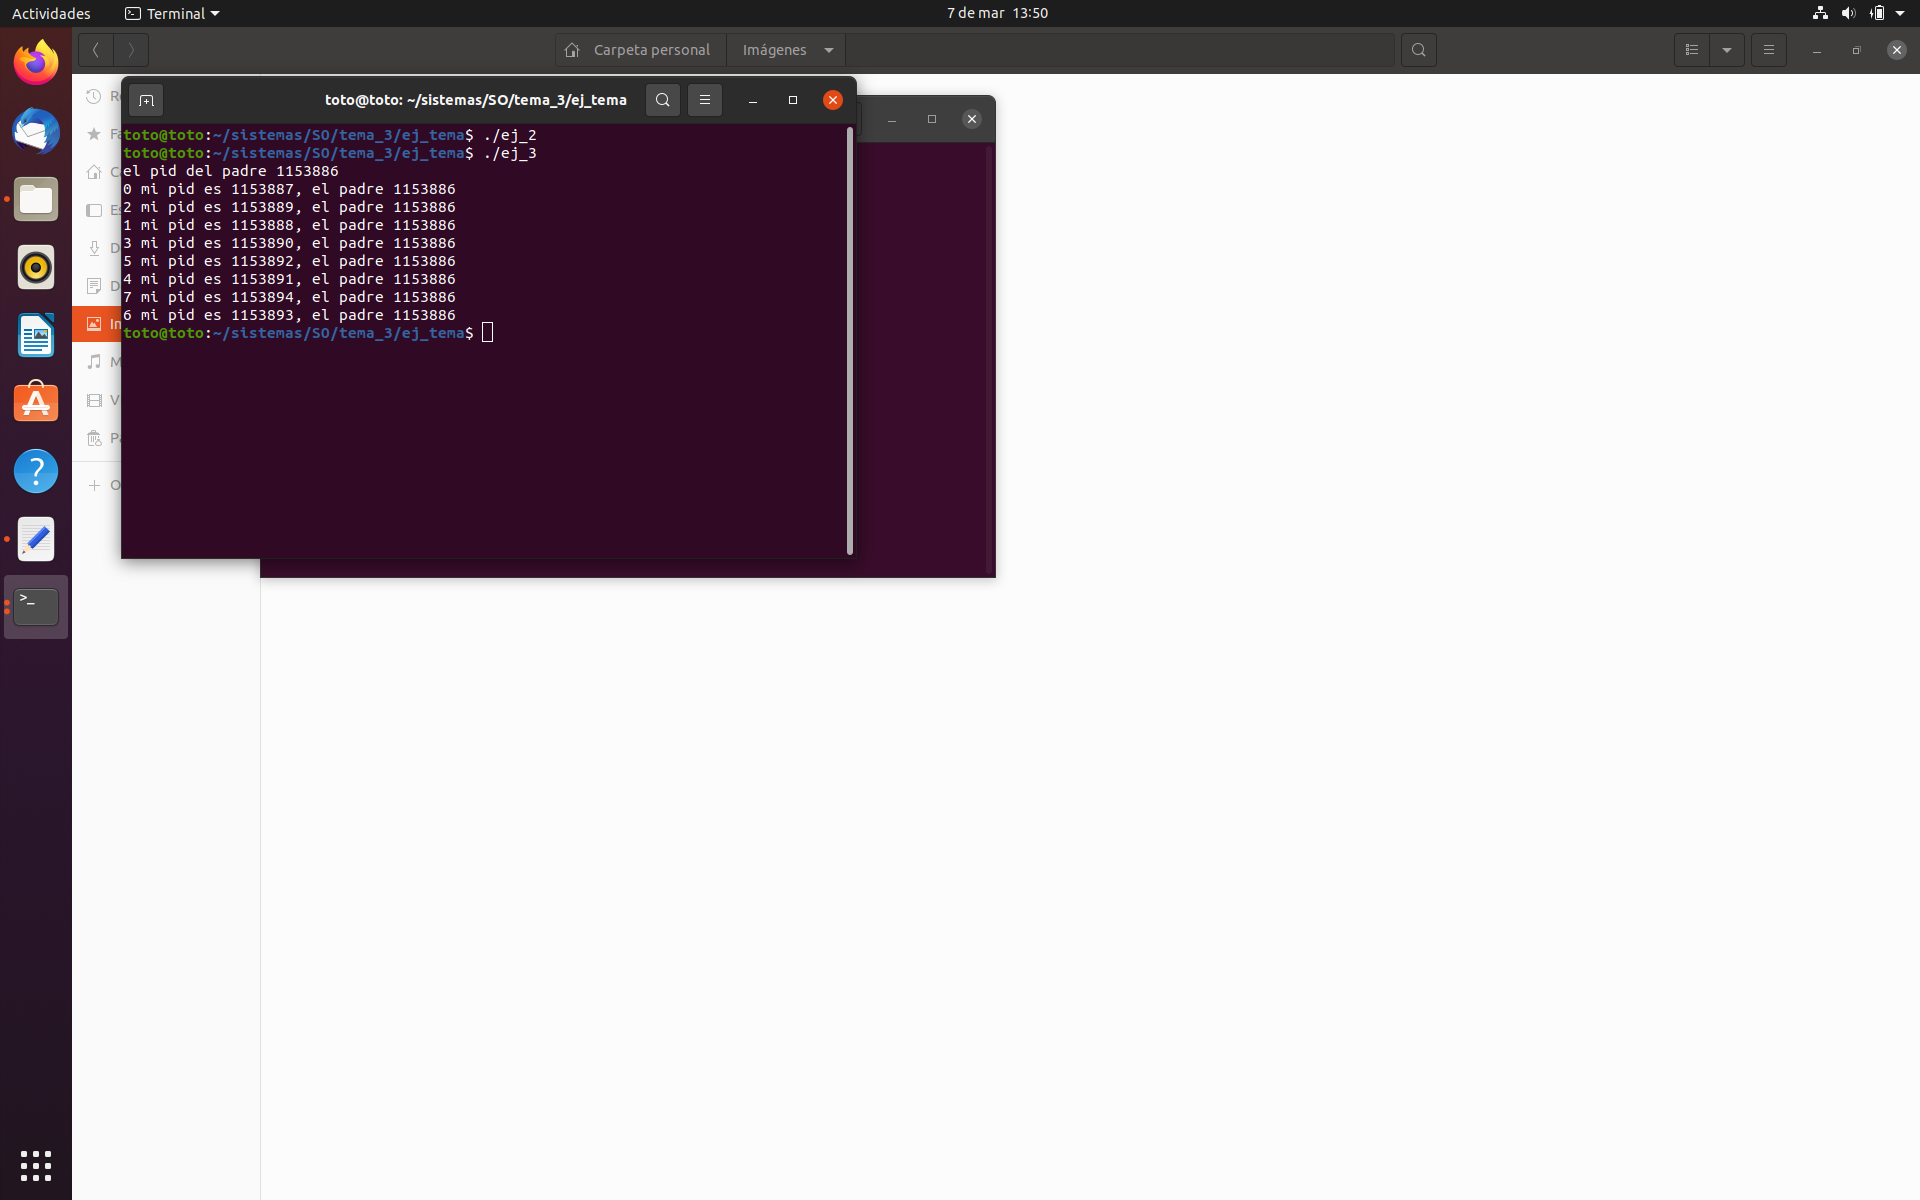 Actividades Terminal 7 de mar 13:50
Carpeta personal Imágenes
toto@toto: ~/sistemas/SO/tema_3/ej_tema
toto@toto:~/sistemas/SO/tema_3/ej_tema$ ./ej_2
toto@toto:~/sistemas/SO/tema_3/ej_tema$ ./ej_3
el pid del padre 1153886
0 mi pid es 1153887, el padre 1153886
2 mi pid es 1153889, el padre 1153886
1 mi pid es 1153888, el padre 1153886
3 mi pid es 1153890, el padre 1153886
5 mi pid es 1153892, el padre 1153886
4 mi pid es 1153891, el padre 1153886
7 mi pid es 1153894, el padre 1153886
6 mi pid es 1153893, el padre 1153886
toto@toto:~/sistemas/SO/tema_3/ej_tema$